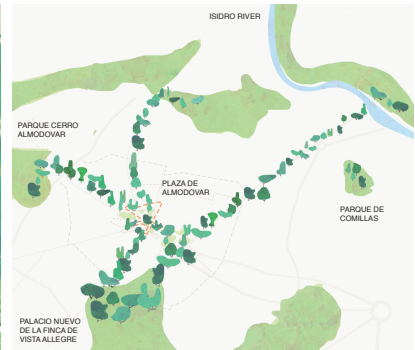 ISIDRO RIVER
PARQUE CERRO
ALMODOVAR
PLAZA DE
ALMODOVAR
PARQUE DE
COMILLAS
PALACIO NUEVO
DE LA FINCA DE
VISTA ALLEGRE